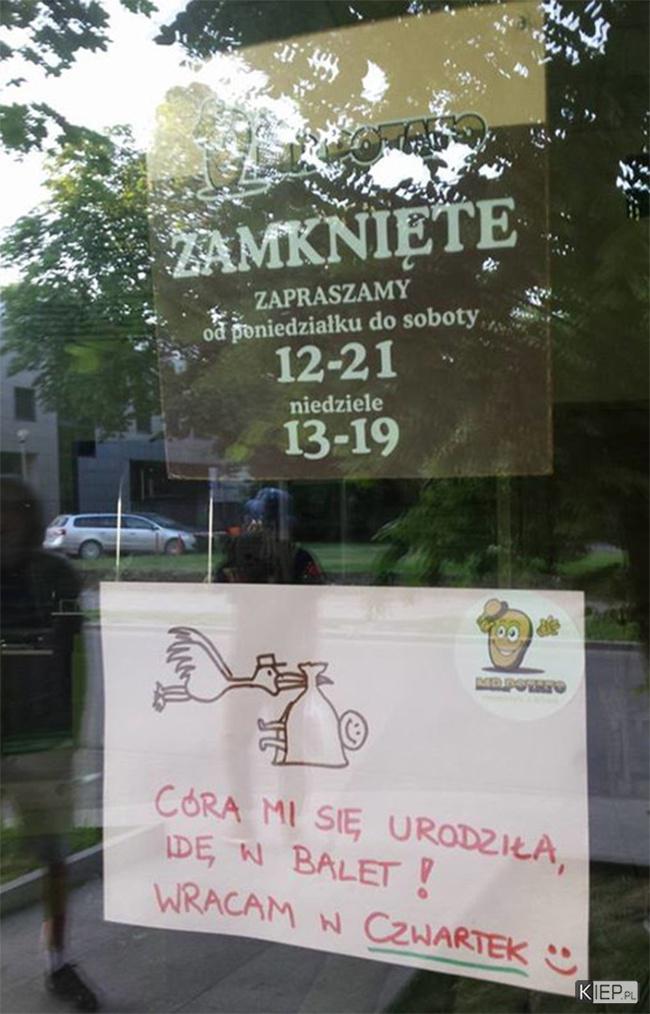 MR.POTATO
ZAMKNIĘTE
ZAPRASZAMY
od poniedziałku do soboty
12-21
niedziele
13-19
MR.POTATO
CÓRA MI SIĘ URODZIŁA,
IDĘ W BALET!
WRACAM W CZWARTEK
KIEP.PL